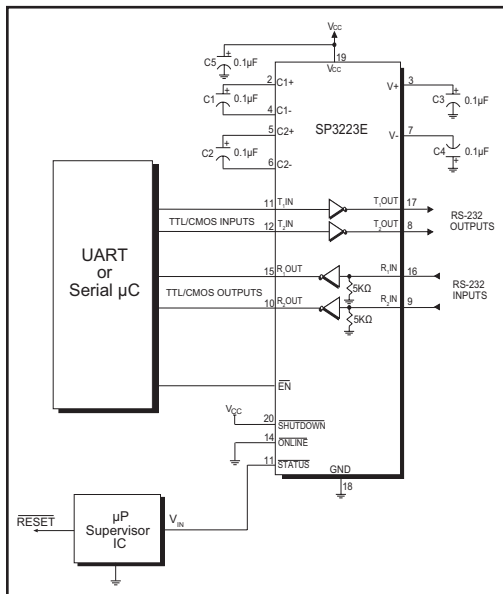 VCC
19
VCC
C5
0.1µF
2
C1+
C1
0.1µF
4
C1-
5
C2+
C2
0.1µF
6
C2-
SP3223E
V+
3
C3
0.1µF
V-
7
C4
0.1µF
11
T1IN
T1OUT
17
TTL/CMOS INPUTS
12
T2IN
T2OUT
8
RS-232
OUTPUTS
UART
or
Serial µC
15
R1OUT
R1IN
16
5KΩ
TTL/CMOS OUTPUTS
10
R2OUT
R2IN
9
5KΩ
RS-232
INPUTS
EN
VCC
20
SHUTDOWN
14
ONLINE
11
STATUS
GND
18
RESET
µP
Supervisor
IC
VIN